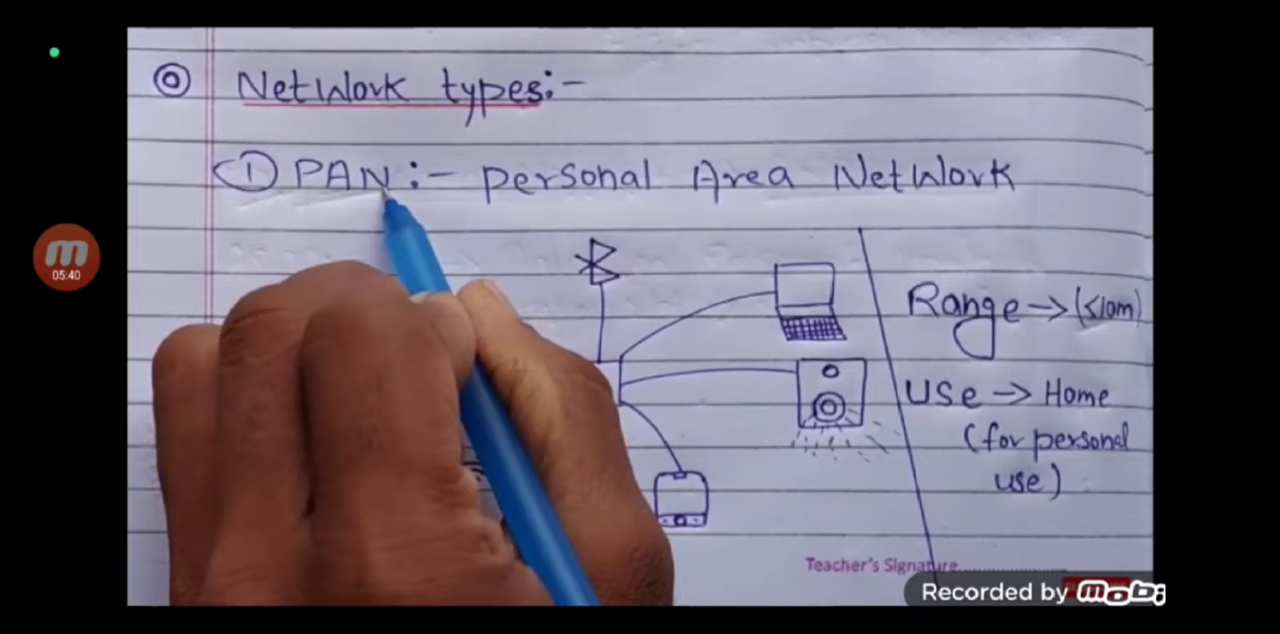 Network types:-
① PAN:- Personal Area Network
Range → (<10m)
Use → Home
(for personal
use)
Teacher's Signature
05:40
Recorded by mobi